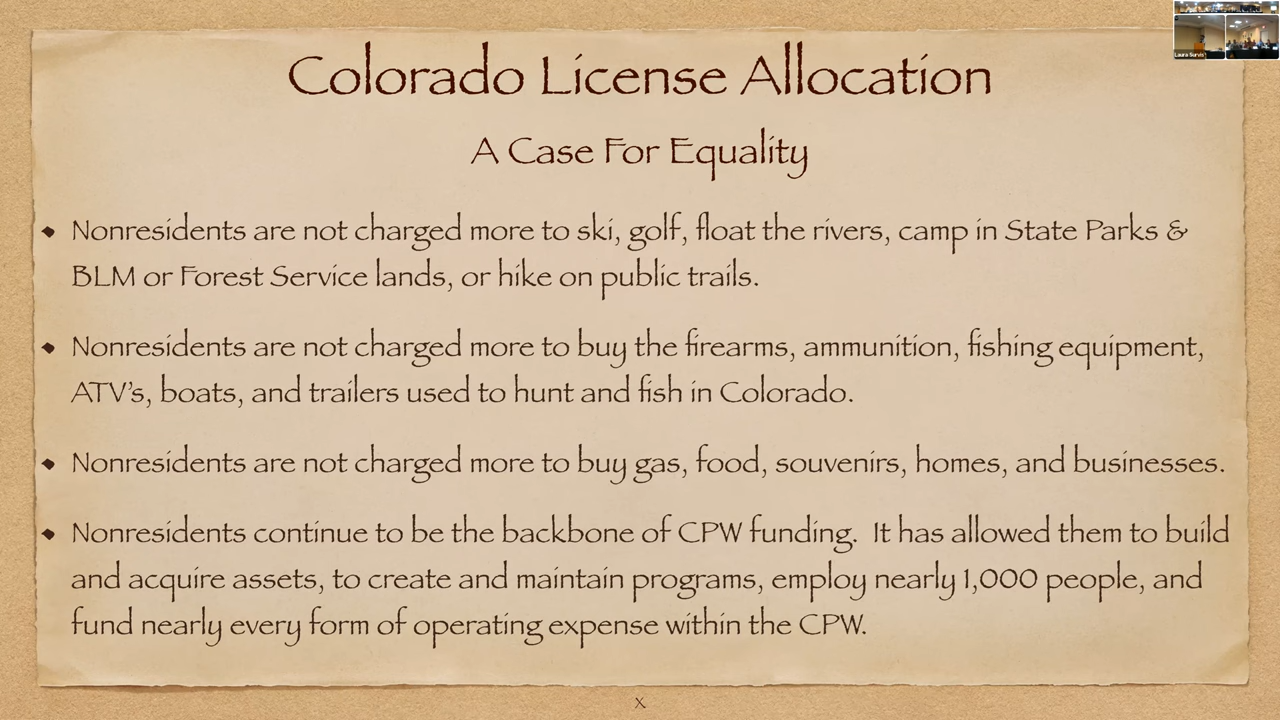 Colorado License Allocation
A Case For Equality
• Nonresidents are not charged more to ski, golf, float the rivers, camp in State Parks &
BLM or Forest Service lands, or hike on public trails.
• Nonresidents are not charged more to buy the firearms, ammunition, fishing equipment,
ATV's, boats, and trailers used to hunt and fish in Colorado.
• Nonresidents are not charged more to buy gas, food, souvenirs, homes, and businesses.
• Nonresidents continue to be the backbone of CPW funding.  It has allowed them to build
and acquire assets, to create and maintain programs, employ nearly 1,000 people, and
fund nearly every form of operating expense within the CPW.
x